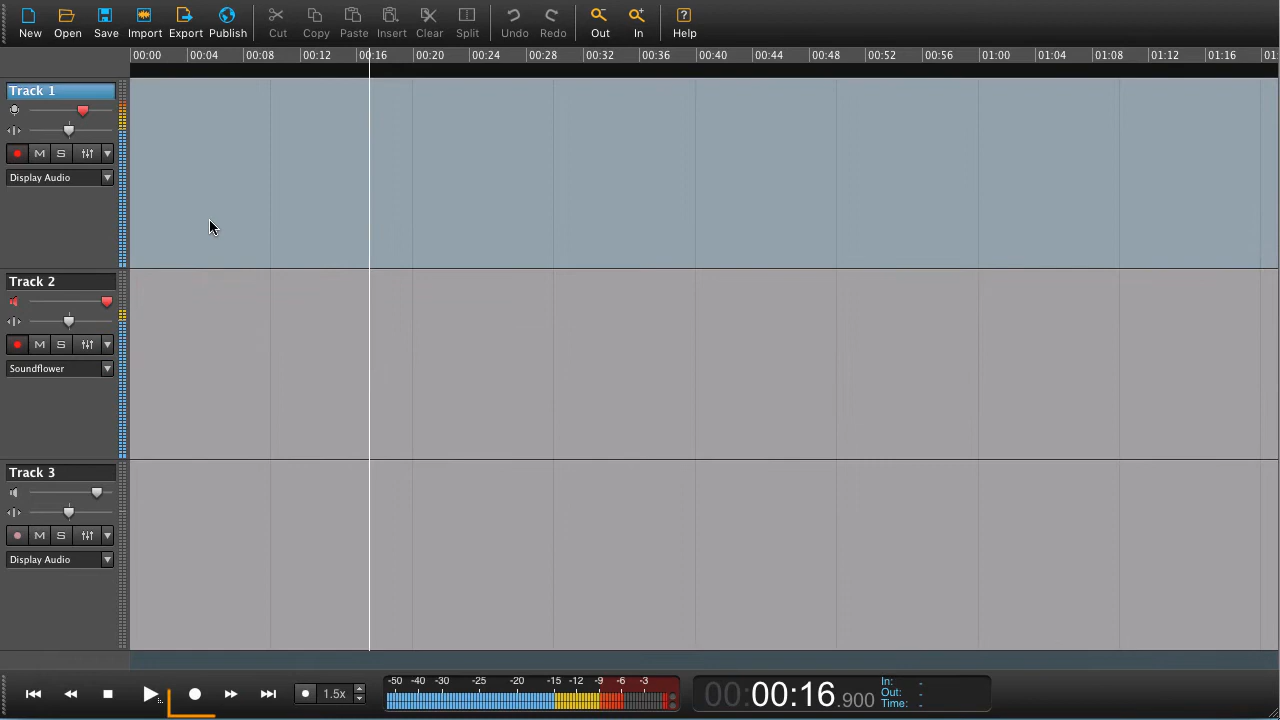 New Open Save Import Export Publish Cut Copy Paste Insert Clear Split Undo Redo Out In Help
00:00 00:04 00:08 00:12 00:16 00:20 00:24 00:28 00:32 00:36 00:40 00:44 00:48 00:52 00:56 01:00 01:04 01:08 01:12 01:16 01:
Track 1
M S
Display Audio
Track 2
M S
Soundflower
Track 3
M S
Display Audio
1.5x
-50 -40 -30 -25 -20 -15 -12 -9 -6 -3
00:00:16.900
In: -
Out: -
Time: -